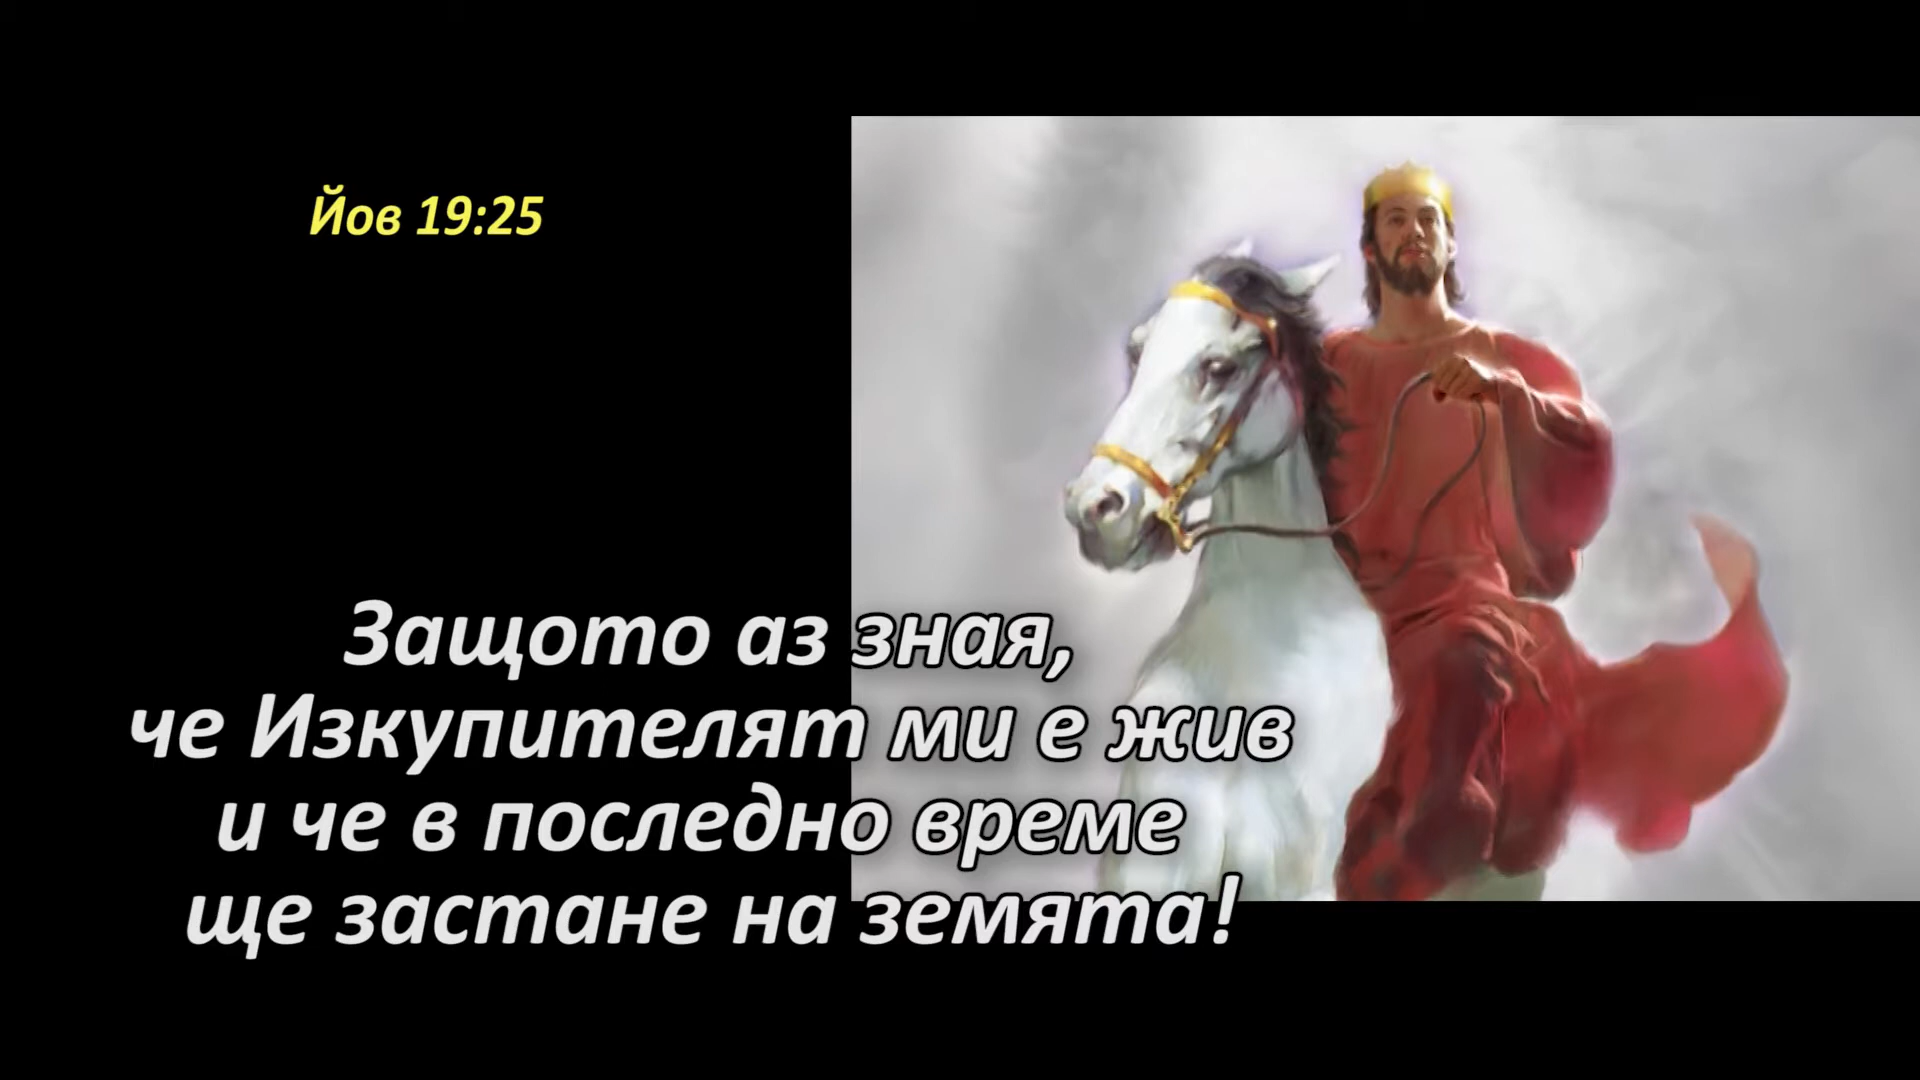 Йов 19:25
Защото аз зная,
че Изкупителят ми е жив
и че в последно време
ще застане на земята!